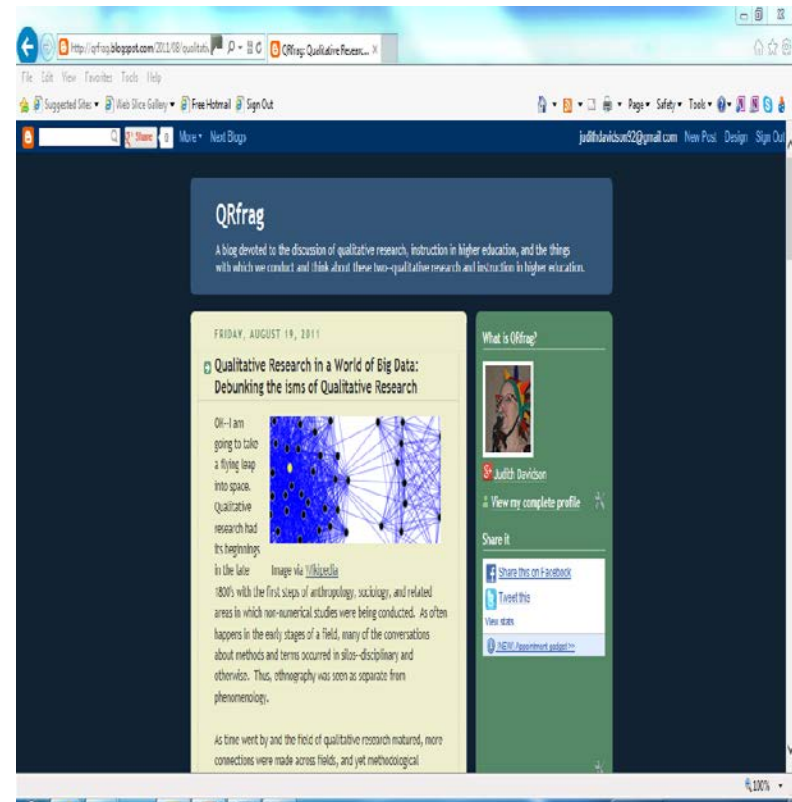 http://qrfrag.blogspot.com/2011/08/qualitativ
QRfrag: Qualitative Researc...
File Edit View Favorites Tools Help
Suggested Sites Web Slice Gallery Free Hotmail Sign Out
Page Safety Tools
Share 0 More Next Blog»
judithdavidson92@gmail.com New Post Design Sign Out
QRfrag
A blog devoted to the discussion of qualitative research, instruction in higher education, and the things
with which we conduct and think about these two--qualitative research and instruction in higher education.
FRIDAY, AUGUST 19, 2011
Qualitative Research in a World of Big Data:
Debunking the isms of Qualitative Research
OK--I am
going to take
a flying leap
into space.
Qualitative
research had
its beginnings
in the late
Image via Wikipedia
1800's with the first steps of anthropology, sociology, and related
areas in which non-numerical studies were being conducted. As often
happens in the early stages of a field, many of the conversations
about methods and terms occurred in silos--disciplinary and
otherwise. Thus, ethnography was seen as separate from
phenomenology.
As time went by and the field of qualitative research matured, more
connections were made across fields, and yet methodological
What is QRfrag?
Judith Davidson
View my complete profile
Share it
Share this on Facebook
Tweet this
View stats
(NEW) Appointment gadget >>
100%